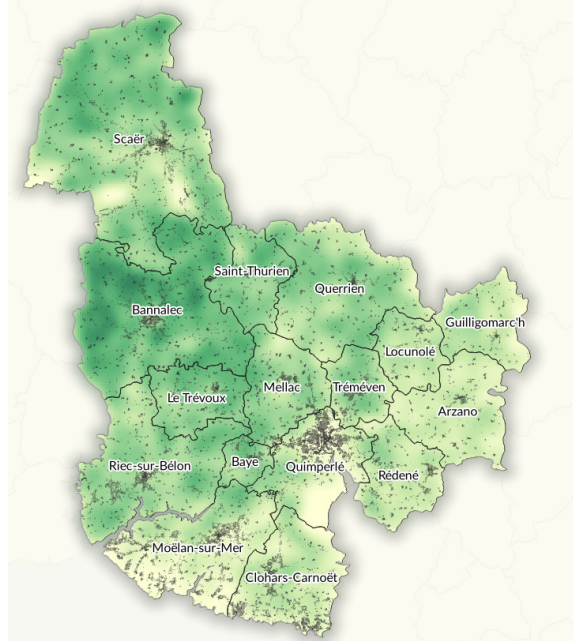 Scaër
Saint-Thurien
Querrien
Bannalec
Guilligomarc'h
Locunolé
Mellac
Tréméven
Le Trévoux
Arzano
Riec-sur-Bélon
Baye
Quimperlé
Rédené
Moëlan-sur-Mer
Clohars-Carnoët